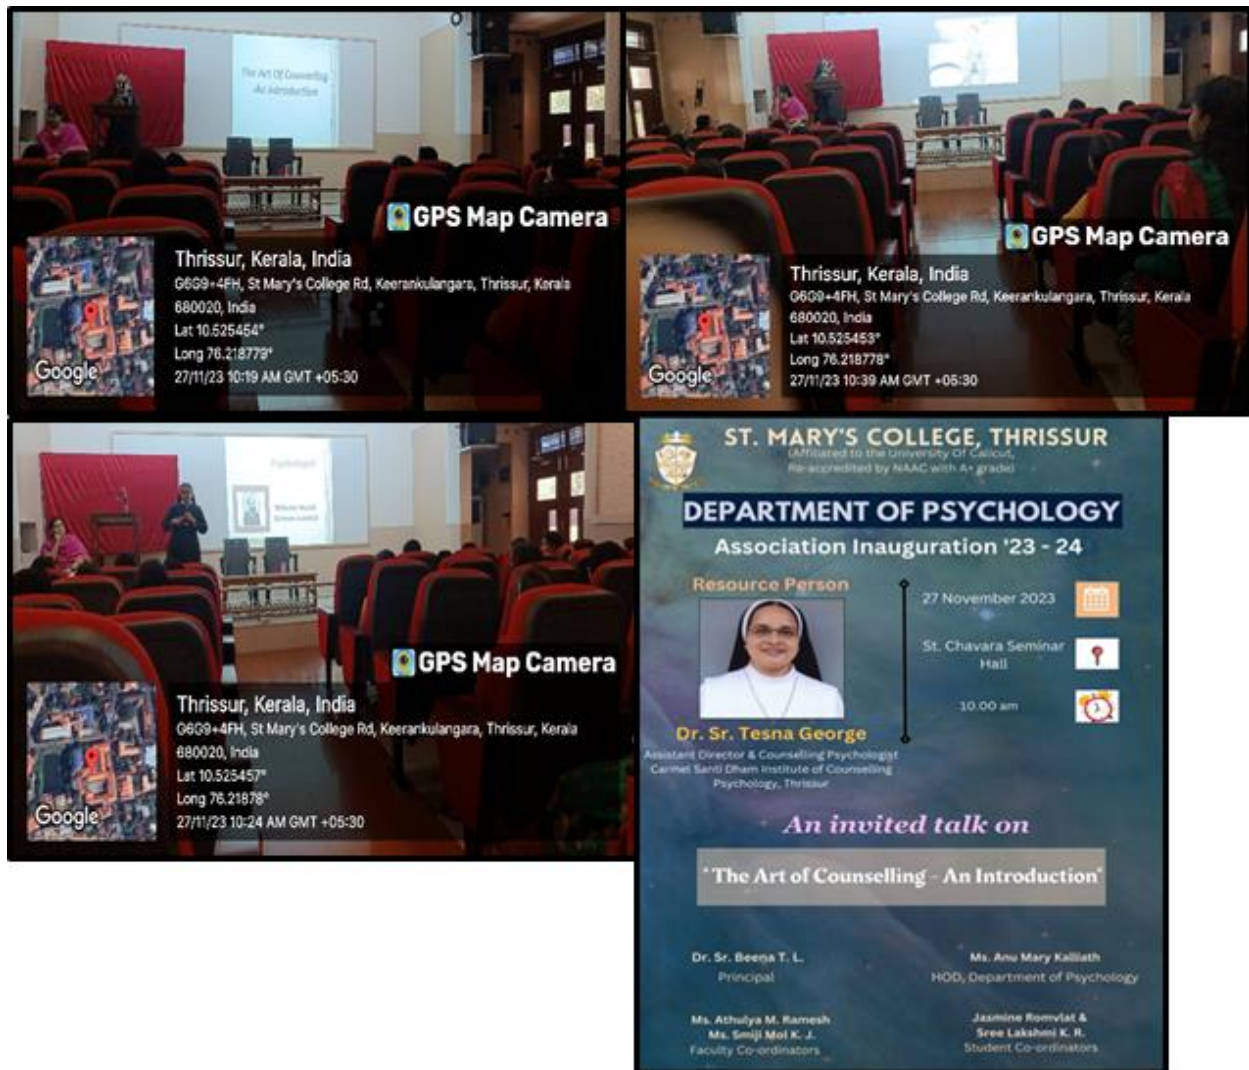 The Art Of Counselling
-An Introduction
GPS Map Camera
Thrissur, Kerala, India
G6G9+4FH, St Mary's College Rd, Keerankulangara, Thrissur, Kerala
680020, India
Lat 10.525454°
Long 76.218779°
27/11/23 10:19 AM GMT +05:30
Google
GPS Map Camera
Thrissur, Kerala, India
G6G9+4FH, St Mary's College Rd, Keerankulangara, Thrissur, Kerala
680020, India
Lat 10.525453°
Long 76.218778°
27/11/23 10:39 AM GMT +05:30
Google
Psychologist
GPS Map Camera
Thrissur, Kerala, India
G6G9+4FH, St Mary's College Rd, Keerankulangara, Thrissur, Kerala
680020, India
Lat 10.525457°
Long 76.21878°
27/11/23 10:24 AM GMT +05:30
Google
ST. MARY'S COLLEGE, THRISSUR
(Affiliated to the University Of Calicut,
Re-accredited by NAAC with A+ grade)
DEPARTMENT OF PSYCHOLOGY
Association Inauguration '23 - 24
Resource Person
27 November 2023
St. Chavara Seminar
Hall
10.00 am
Dr. Sr. Tesna George
Assistant Director & Counselling Psychologist
Carmel Santi Dham Institute of Counselling
Psychology, Thrissur
An invited talk on
"The Art of Counselling - An Introduction"
Dr. Sr. Beena T. L.
Principal
Ms. Anu Mary Kalliath
HOD, Department of Psychology
Ms. Athulya M. Ramesh
Ms. Smiji Mol K. J.
Faculty Co-ordinators
Jasmine Romvlat &
Sree Lakshmi K. R.
Student Co-ordinators